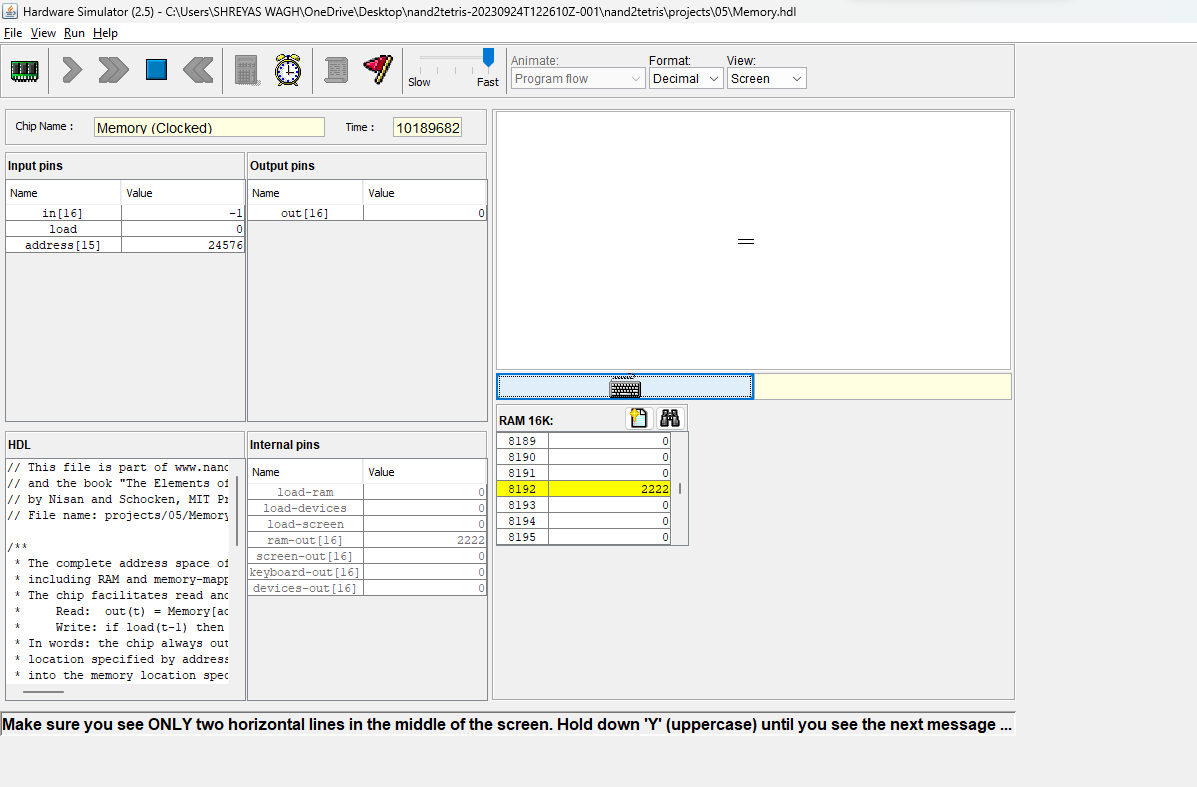 Hardware Simulator (2.5) - C:\Users\SHREYAS WAGH\OneDrive\Desktop\nand2tetris-20230924T122610Z-001\nand2tetris\projects\05\Memory.hdl
File View Run Help
Slow Fast
Animate: Format: View:
Program flow Decimal Screen
Chip Name : Memory (Clocked) Time : 10189682
Input pins
Name Value
in[16] -1
load 0
address[15] 24576
Output pins
Name Value
out[16] 0
HDL
// This file is part of www.nand
// and the book "The Elements of
// by Nisan and Schocken, MIT Pr
// File name: projects/05/Memory
/**
* The complete address space of
* including RAM and memory-mapp
* The chip facilitates read and
* Read: out(t) = Memory[ad
* Write: if load(t-1) then
* In words: the chip always out
* location specified by address
* into the memory location spec
Internal pins
Name Value
load-ram 0
load-devices 0
load-screen 0
ram-out[16] 2222
screen-out[16] 0
keyboard-out[16] 0
devices-out[16] 0
RAM 16K:
8189 0
8190 0
8191 0
8192 2222
8193 0
8194 0
8195 0
Make sure you see ONLY two horizontal lines in the middle of the screen. Hold down 'Y' (uppercase) until you see the next message ...